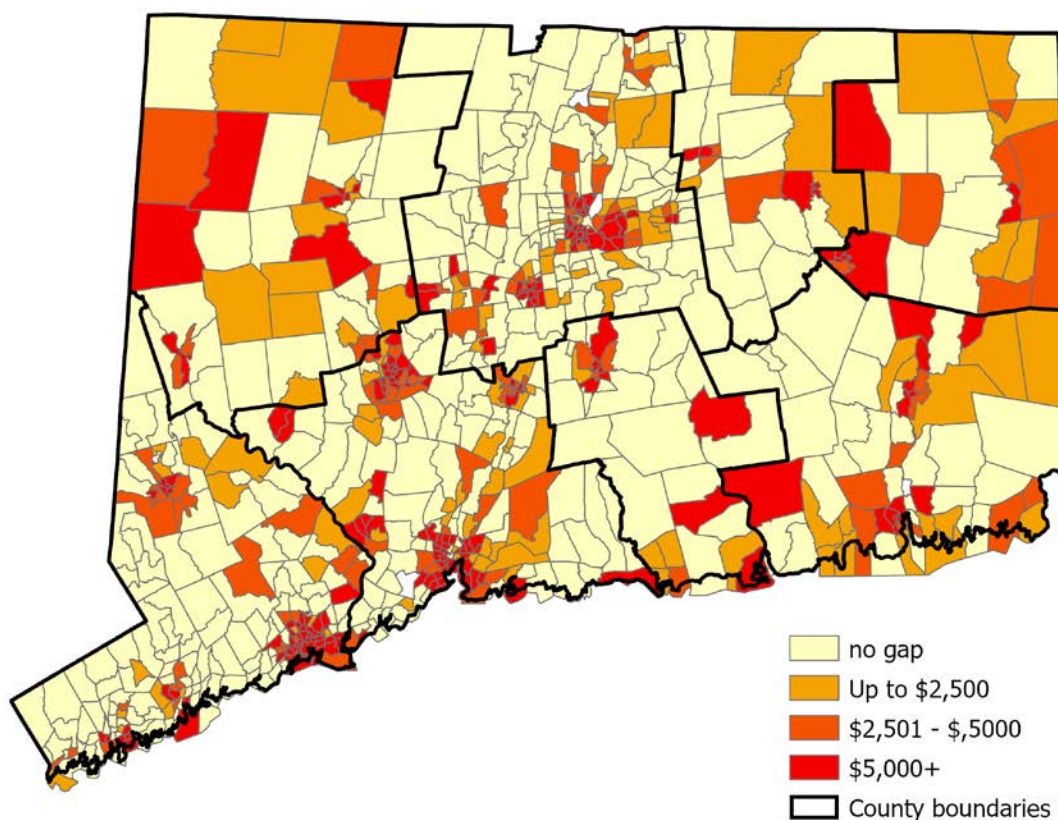 no gap
Up to $2,500
$2,501 - $,5000
$5,000+
County boundaries